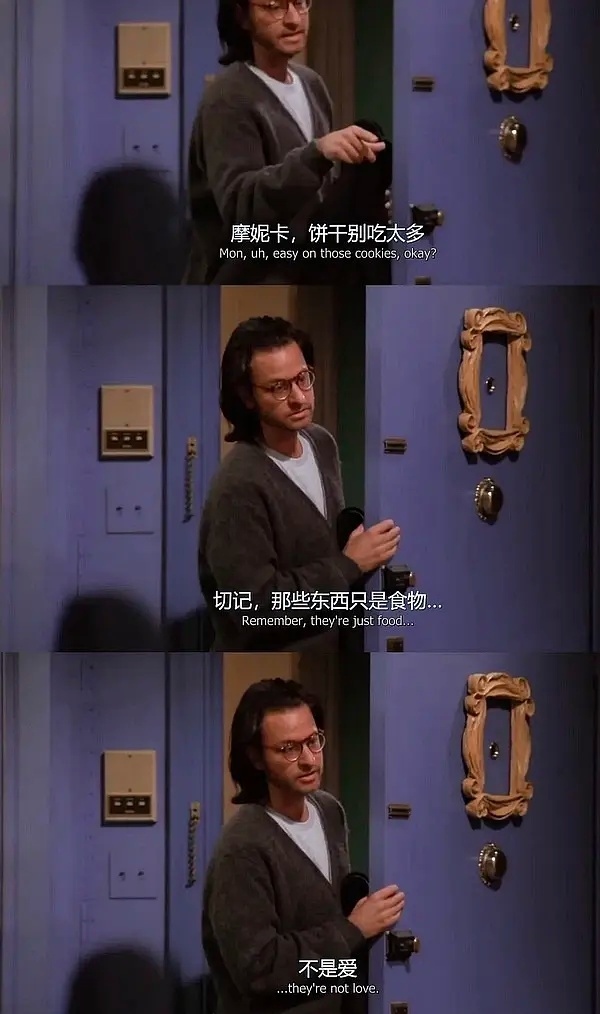 摩妮卡，饼干别吃太多
Mon, uh, easy on those cookies, okay?
切记，那些东西只是食物...
Remember, they're just food...
不是爱
...they're not love.